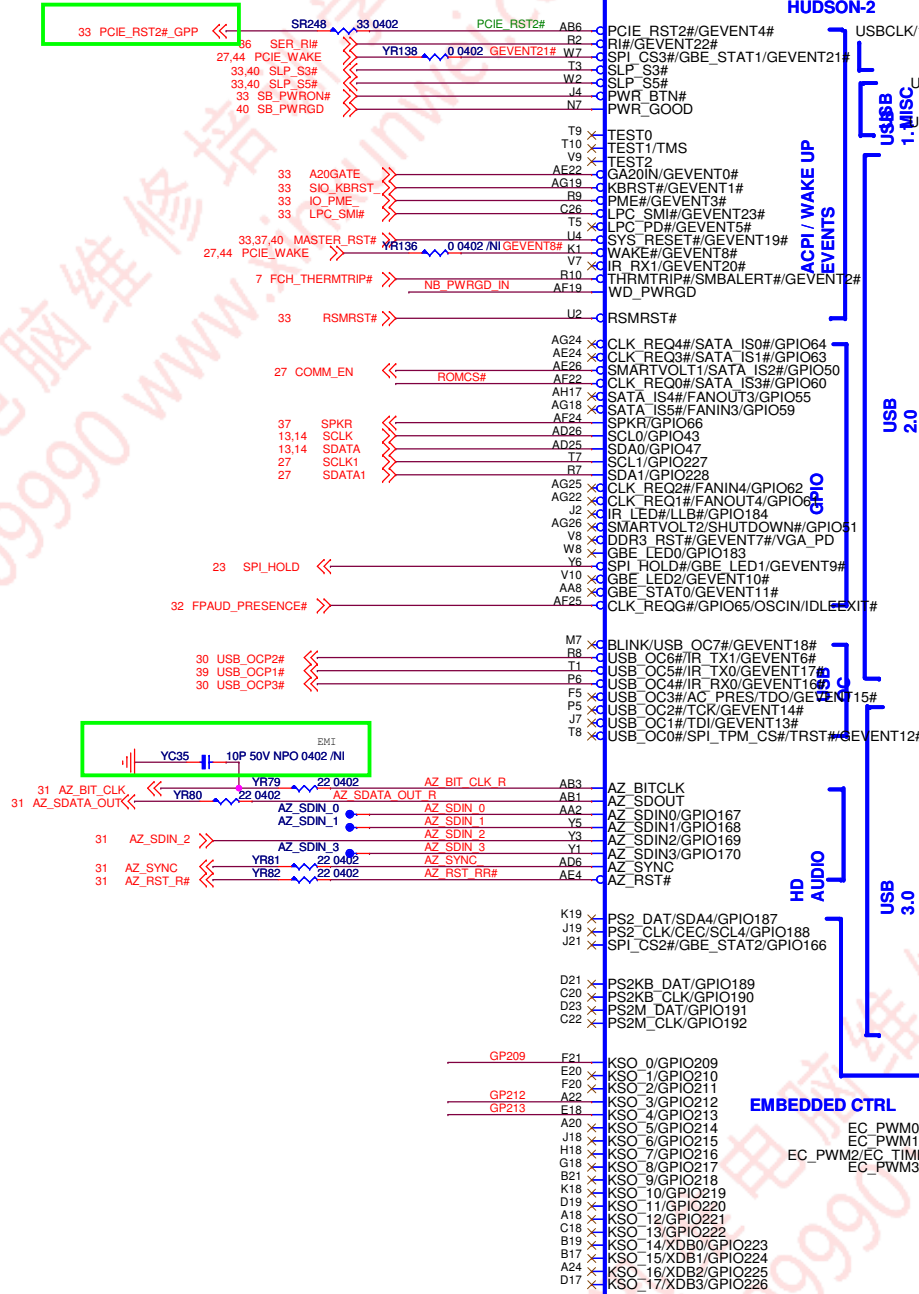 HUDSON-2
33 PCIE_RST2#_GPP SR248 33 0402 PCIE_RST2# AB6 PCIE_RST2#/GEVENT4# USBCLK/
36 SER_RI# R2 RI#/GEVENT22#
27,44 PCIE_WAKE YR138 0 0402 GEVENT21# W7 SPI_CS3#/GBE_STAT1/GEVENT21#
33,40 SLP_S3# T3 SLP_S3#
33,40 SLP_S5# W2 SLP_S5#
33 SB_PWRON# J4 PWR_BTN#
40 SB_PWRGD N7 PWR_GOOD
USB
1.1
MISC
T9 TEST0
T10 TEST1/TMS
V9 TEST2
33 A20GATE AE22 GA20IN/GEVENT0#
33 SIO_KBRST_ AG19 KBRST#/GEVENT1#
33 IO_PME_ R9 PME#/GEVENT3#
33 LPC_SMI# C26 LPC_SMI#/GEVENT23#
T5 LPC_PD#/GEVENT5#
33,37,40 MASTER_RST# U4 SYS_RESET#/GEVENT19#
27,44 PCIE_WAKE YR136 0 0402 /NI GEVENT8# K1 WAKE#/GEVENT8#
V7 IR_RX1/GEVENT20#
7 FCH_THERMTRIP# R10 THRMTRIP#/SMBALERT#/GEVENT2#
NB_PWRGD_IN AF19 WD_PWRGD
33 RSMRST# U2 RSMRST#
ACPI / WAKE UP
EVENTS
AG24 CLK_REQ4#/SATA_IS0#/GPIO64
AE24 CLK_REQ3#/SATA_IS1#/GPIO63
27 COMM_EN AE26 SMARTVOLT1/SATA_IS2#/GPIO50
ROMCS# AF22 CLK_REQ0#/SATA_IS3#/GPIO60
AH17 SATA_IS4#/FANOUT3/GPIO55
AG18 SATA_IS5#/FANIN3/GPIO59
37 SPKR AF24 SPKR/GPIO66
13,14 SCLK AD26 SCL0/GPIO43
13,14 SDATA AD25 SDA0/GPIO47
27 SCLK1 T7 SCL1/GPIO227
27 SDATA1 R7 SDA1/GPIO228
AG25 CLK_REQ2#/FANIN4/GPIO62
AG22 CLK_REQ1#/FANOUT4/GPIO61
J2 IR_LED#/LLB#/GPIO184
AG26 SMARTVOLT2/SHUTDOWN#/GPIO51
V8 DDR3_RST#/GEVENT7#/VGA_PD
W8 GBE_LED0/GPIO183
23 SPI_HOLD Y6 SPI_HOLD#/GBE_LED1/GEVENT9#
V10 GBE_LED2/GEVENT10#
AA8 GBE_STAT0/GEVENT11#
32 FPAUD_PRESENCE# AF25 CLK_REQG#/GPIO65/OSCIN/IDLEEXIT#
GPIO
USB
2.0
M7 BLINK/USB_OC7#/GEVENT18#
30 USB_OCP2# R8 USB_OC6#/IR_TX1/GEVENT6#
39 USB_OCP1# T1 USB_OC5#/IR_TX0/GEVENT17#
30 USB_OCP3# P6 USB_OC4#/IR_RX0/GEVENT16#
F5 USB_OC3#/AC_PRES/TDO/GEVENT15#
P5 USB_OC2#/TCK/GEVENT14#
J7 USB_OC1#/TDI/GEVENT13#
T8 USB_OC0#/SPI_TPM_CS#/TRST#/GEVENT12#
USB
OC
EMI
YC35 10P 50V NPO 0402 /NI
31 AZ_BIT_CLK YR79 22 0402 AZ_BIT_CLK_R AB3 AZ_BITCLK
31 AZ_SDATA_OUT YR80 22 0402 AZ_SDATA_OUT_R AB1 AZ_SDOUT
AZ_SDIN_0 AZ_SDIN_0 AA2 AZ_SDIN0/GPIO167
AZ_SDIN_1 AZ_SDIN_1 Y5 AZ_SDIN1/GPIO168
31 AZ_SDIN_2 AZ_SDIN_2 Y3 AZ_SDIN2/GPIO169
AZ_SDIN_3 AZ_SDIN_3 Y1 AZ_SDIN3/GPIO170
31 AZ_SYNC YR81 22 0402 AZ_SYNC_ AD6 AZ_SYNC
31 AZ_RST_R# YR82 22 0402 AZ_RST_RR# AE4 AZ_RST#
HD
AUDIO
USB
3.0
K19 PS2_DAT/SDA4/GPIO187
J19 PS2_CLK/CEC/SCL4/GPIO188
J21 SPI_CS2#/GBE_STAT2/GPIO166
D21 PS2KB_DAT/GPIO189
C20 PS2KB_CLK/GPIO190
D23 PS2M_DAT/GPIO191
C22 PS2M_CLK/GPIO192
GP209 F21 KSO_0/GPIO209
E20 KSO_1/GPIO210
F20 KSO_2/GPIO211
GP212 A22 KSO_3/GPIO212
GP213 E18 KSO_4/GPIO213
A20 KSO_5/GPIO214
J18 KSO_6/GPIO215
H18 KSO_7/GPIO216
G18 KSO_8/GPIO217
B21 KSO_9/GPIO218
K18 KSO_10/GPIO219
D19 KSO_11/GPIO220
A18 KSO_12/GPIO221
C18 KSO_13/GPIO222
B19 KSO_14/XDB0/GPIO223
B17 KSO_15/XDB1/GPIO224
A24 KSO_16/XDB2/GPIO225
D17 KSO_17/XDB3/GPIO226
EMBEDDED CTRL
EC_PWM0
EC_PWM1
EC_PWM2/EC_TIM
EC_PWM3